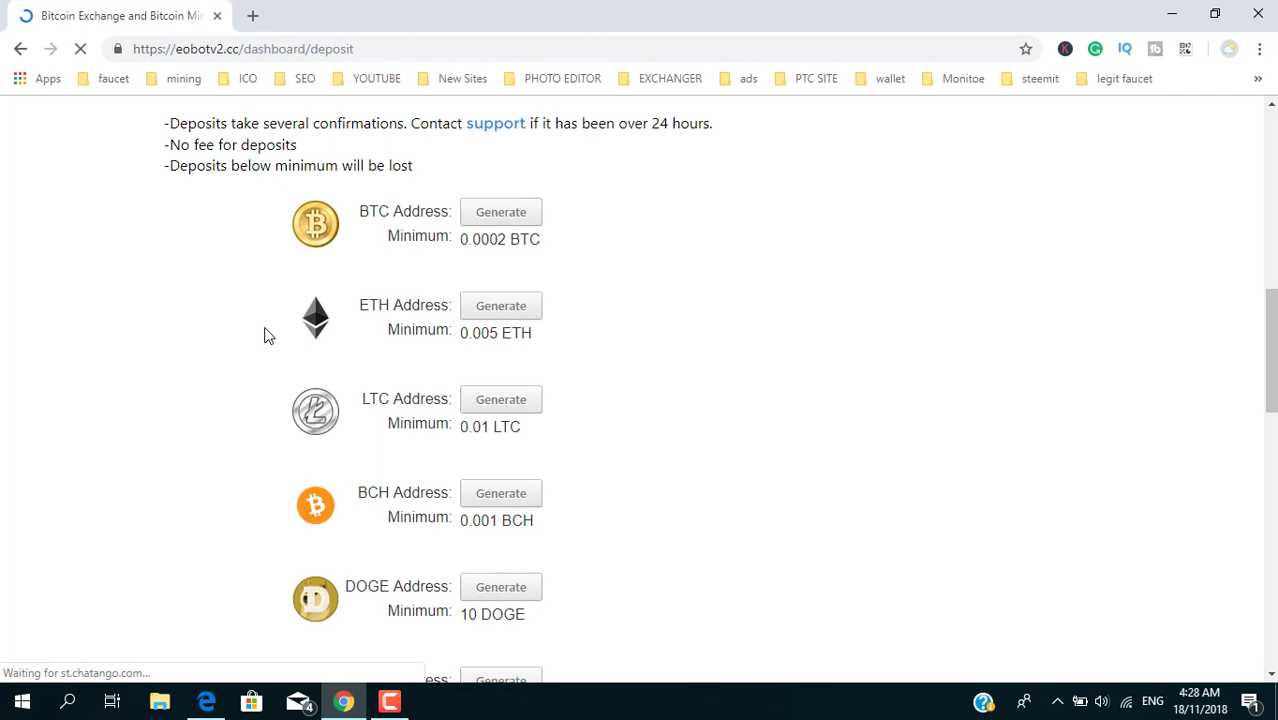 Bitcoin Exchange and Bitcoin Min
https://eobotv2.cc/dashboard/deposit
Apps faucet mining ICO SEO YOUTUBE New Sites PHOTO EDITOR EXCHANGER ads PTC SITE wallet Monitoe steemit legit faucet »
-Deposits take several confirmations. Contact support if it has been over 24 hours.
-No fee for deposits
-Deposits below minimum will be lost
BTC Address: Generate
Minimum: 0.0002 BTC
ETH Address: Generate
Minimum: 0.005 ETH
LTC Address: Generate
Minimum: 0.01 LTC
BCH Address: Generate
Minimum: 0.001 BCH
DOGE Address: Generate
Minimum: 10 DOGE
Generate
Waiting for st.chatango.com...
4
ENG
4:28 AM
18/11/2018
1